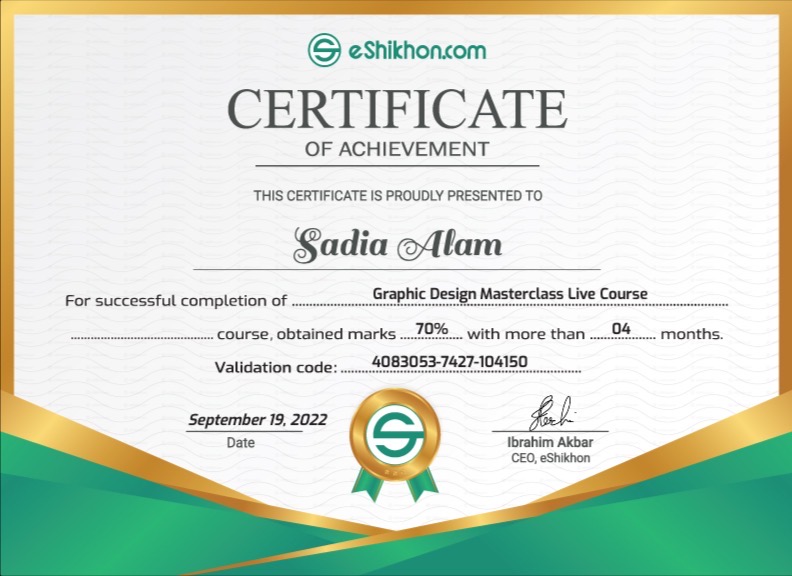 eShikhon.com
CERTIFICATE
OF ACHIEVEMENT
THIS CERTIFICATE IS PROUDLY PRESENTED TO
Sadia Alam
For successful completion of ........ Graphic Design Masterclass Live Course ........
........ course, obtained marks ...70%... with more than ...04... months.
Validation code: ...4083053-7427-104150...
September 19, 2022
Date
Ibrahim Akbar
CEO, eShikhon